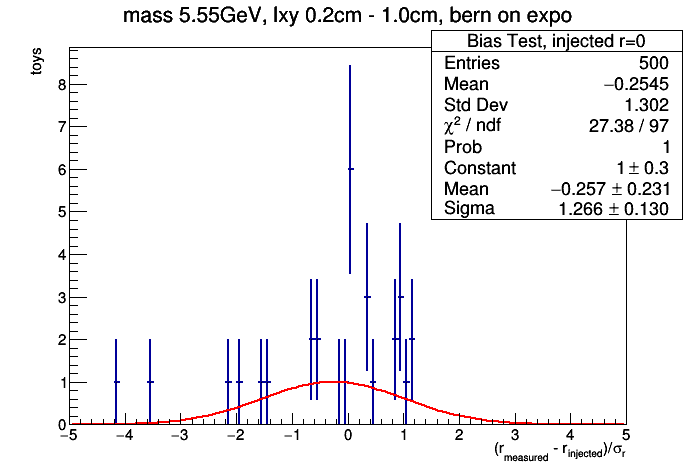 mass 5.55GeV, lxy 0.2cm - 1.0cm, bern on expo
Bias Test, injected r=0
Entries 500
Mean −0.2545
Std Dev 1.302
χ² / ndf 27.38 / 97
Prob 1
Constant 1 ± 0.3
Mean −0.257 ± 0.231
Sigma 1.266 ± 0.130
toys
8
7
6
5
4
3
2
1
0
−5 −4 −3 −2 −1 0 1 2 3 4 5
(r_measured - r_injected)/σ_r